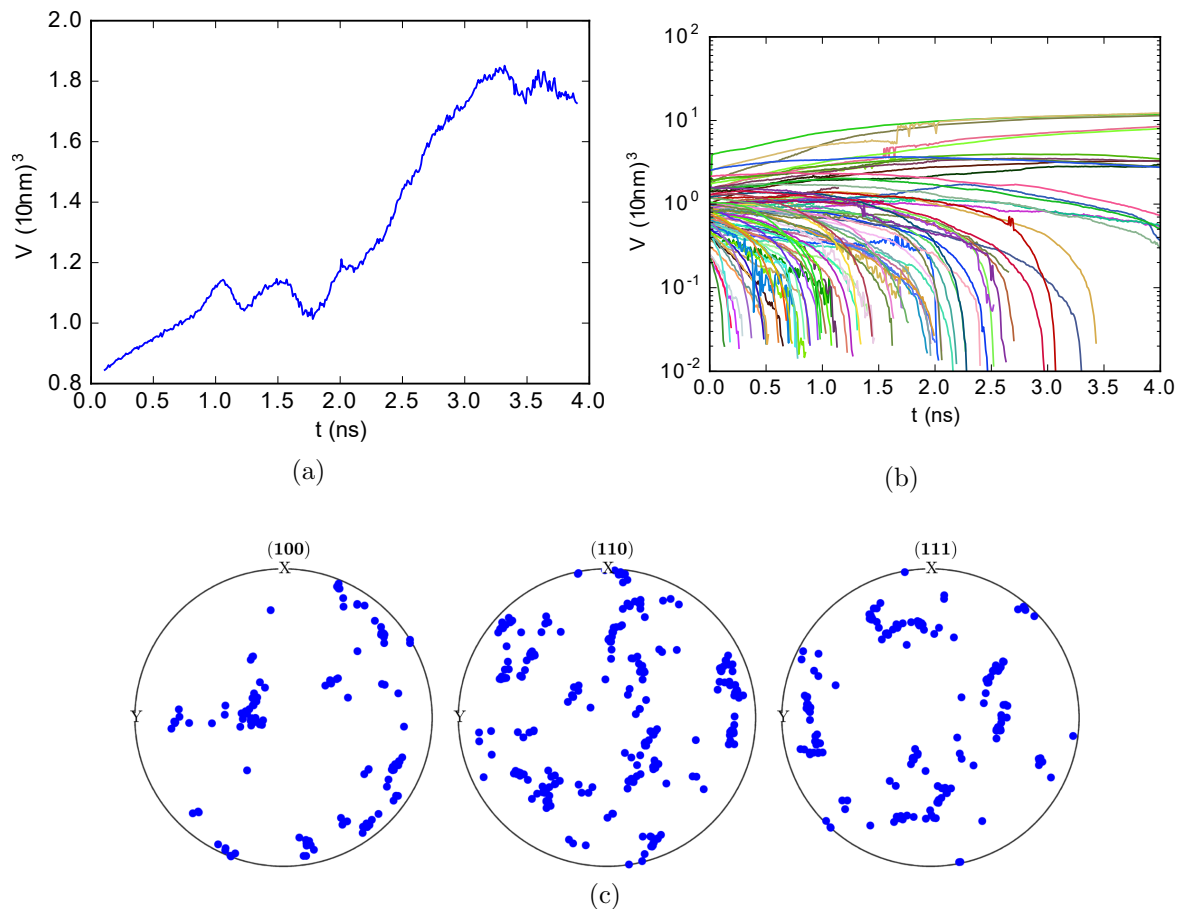 2.0
1.8
1.6
1.4
1.2
1.0
0.8
V (10nm)³
0.0 0.5 1.0 1.5 2.0 2.5 3.0 3.5 4.0
t (ns)
(a)
10²
10¹
10⁰
10⁻¹
10⁻²
V (10nm)³
0.0 0.5 1.0 1.5 2.0 2.5 3.0 3.5 4.0
t (ns)
(b)
(100) (110) (111)
X X X
Y Y Y
(c)